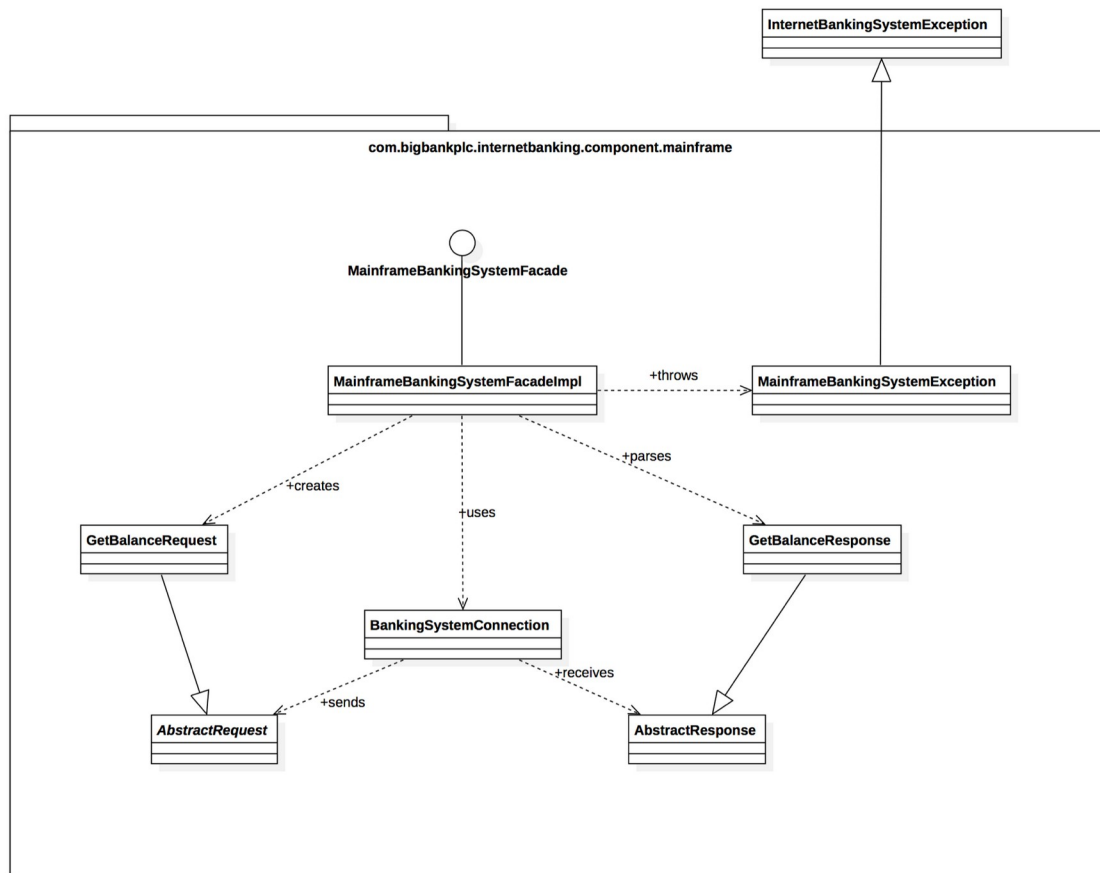 InternetBankingSystemException
com.bigbankplc.internetbanking.component.mainframe
MainframeBankingSystemFacade
MainframeBankingSystemFacadeImpl
+throws
MainframeBankingSystemException
+creates
+uses
+parses
GetBalanceRequest
GetBalanceResponse
BankingSystemConnection
+sends
+receives
AbstractRequest
AbstractResponse